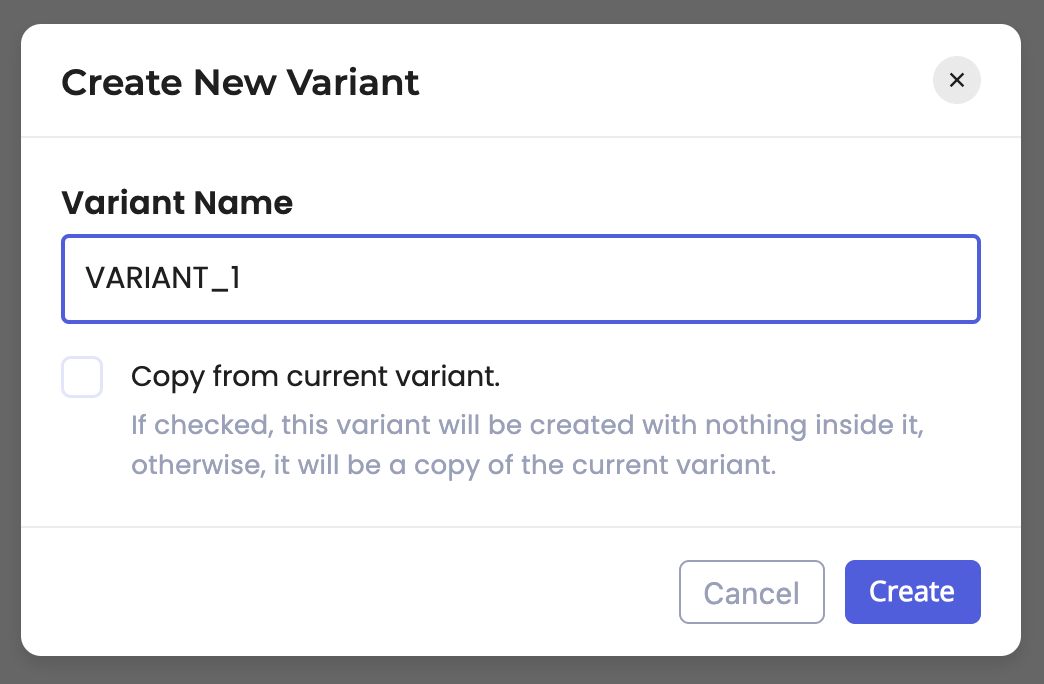 Create New Variant
Variant Name
VARIANT_1
Copy from current variant.
If checked, this variant will be created with nothing inside it,
otherwise, it will be a copy of the current variant.
Cancel
Create